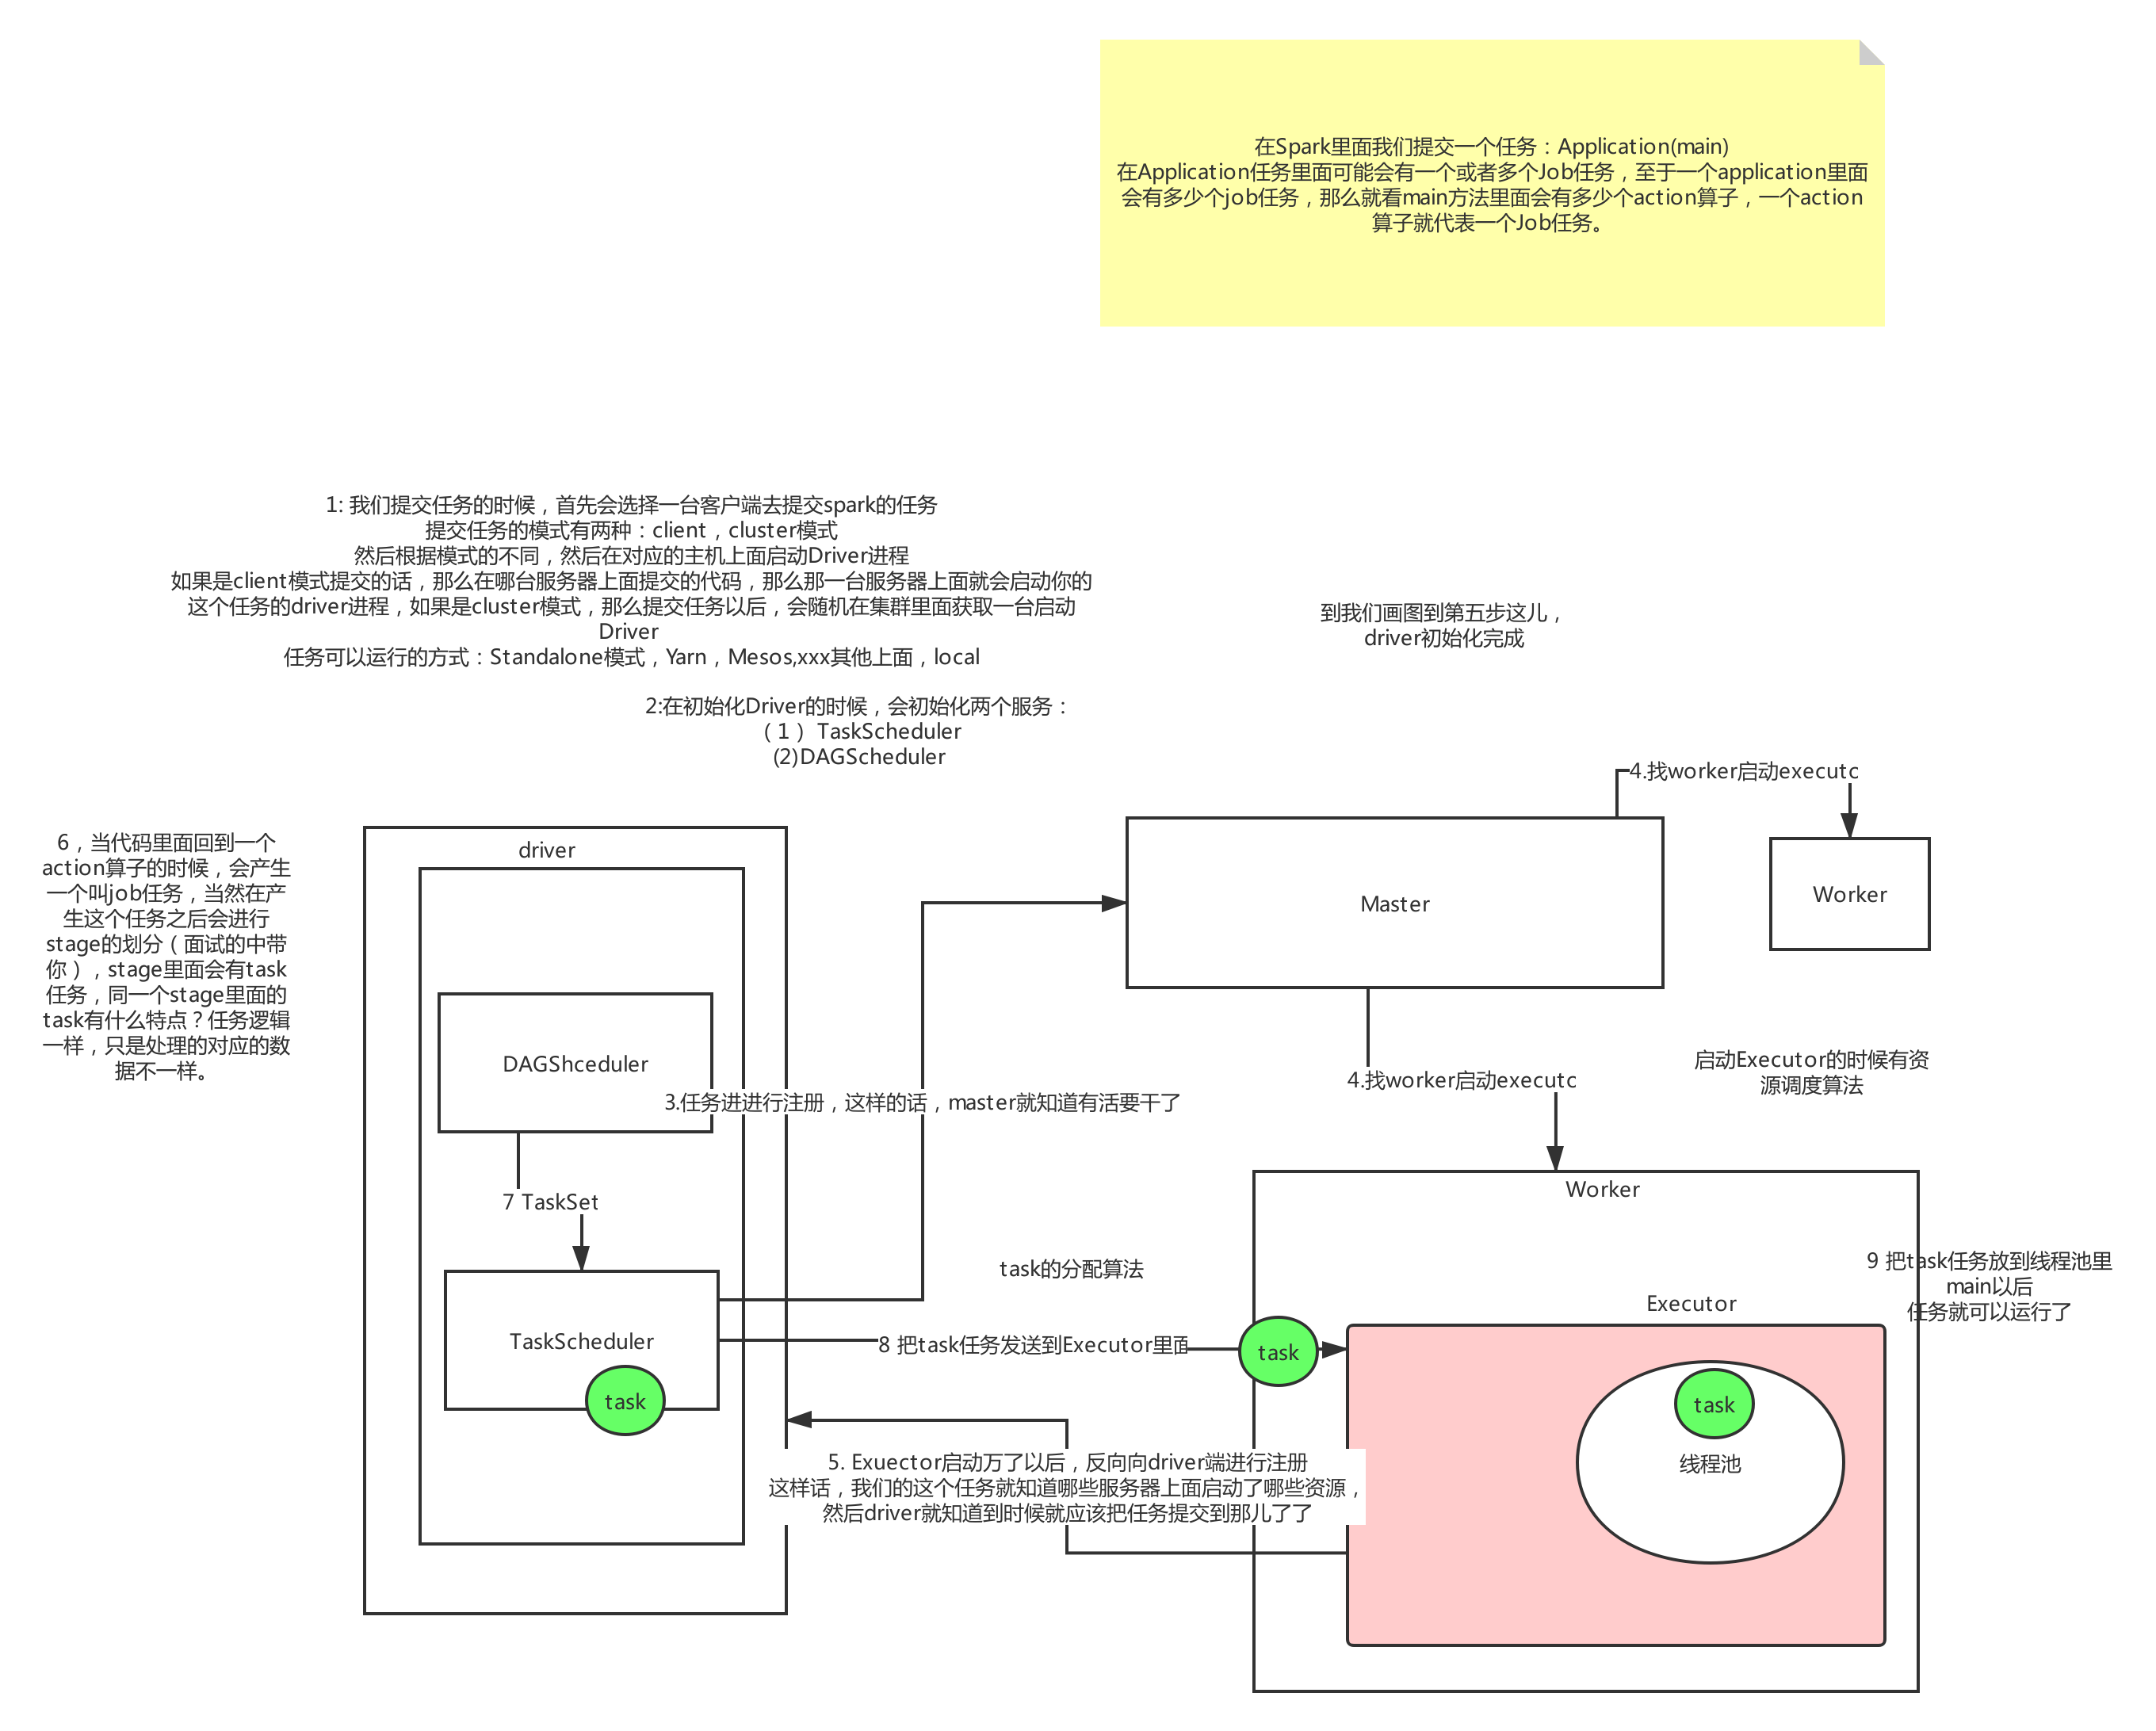 在Spark里面我们提交一个任务：Application(main)
在Application任务里面可能会有一个或者多个Job任务，至于一个application里面
会有多少个job任务，那么就看main方法里面会有多少个action算子，一个action
算子就代表一个Job任务。
1: 我们提交任务的时候，首先会选择一台客户端去提交spark的任务
提交任务的模式有两种：client，cluster模式
然后根据模式的不同，然后在对应的主机上面启动Driver进程
如果是client模式提交的话，那么在哪台服务器上面提交的代码，那么那一台服务器上面就会启动你的
这个任务的driver进程，如果是cluster模式，那么提交任务以后，会随机在集群里面获取一台启动
Driver
任务可以运行的方式：Standalone模式，Yarn，Mesos,xxx其他上面，local
到我们画图到第五步这儿，
driver初始化完成
2:在初始化Driver的时候，会初始化两个服务：
（1） TaskScheduler
(2)DAGScheduler
4.找worker启动executo
6，当代码里面回到一个
action算子的时候，会产生
一个叫job任务，当然在产
生这个任务之后会进行
stage的划分（面试的中带
你），stage里面会有task
任务，同一个stage里面的
task有什么特点？任务逻辑
一样，只是处理的对应的数
据不一样。
driver
Master
Worker
DAGShceduler
3.任务进进行注册，这样的话，master就知道有活要干了
4.找worker启动executo
启动Executor的时候有资
源调度算法
7 TaskSet
Worker
task的分配算法
9 把task任务放到线程池里
main以后
任务就可以运行了
Executor
TaskScheduler
8 把task任务发送到Executor里面
task
task
task
线程池
5. Exuector启动万了以后，反向向driver端进行注册
这样话，我们的这个任务就知道哪些服务器上面启动了哪些资源，
然后driver就知道到时候就应该把任务提交到那儿了了